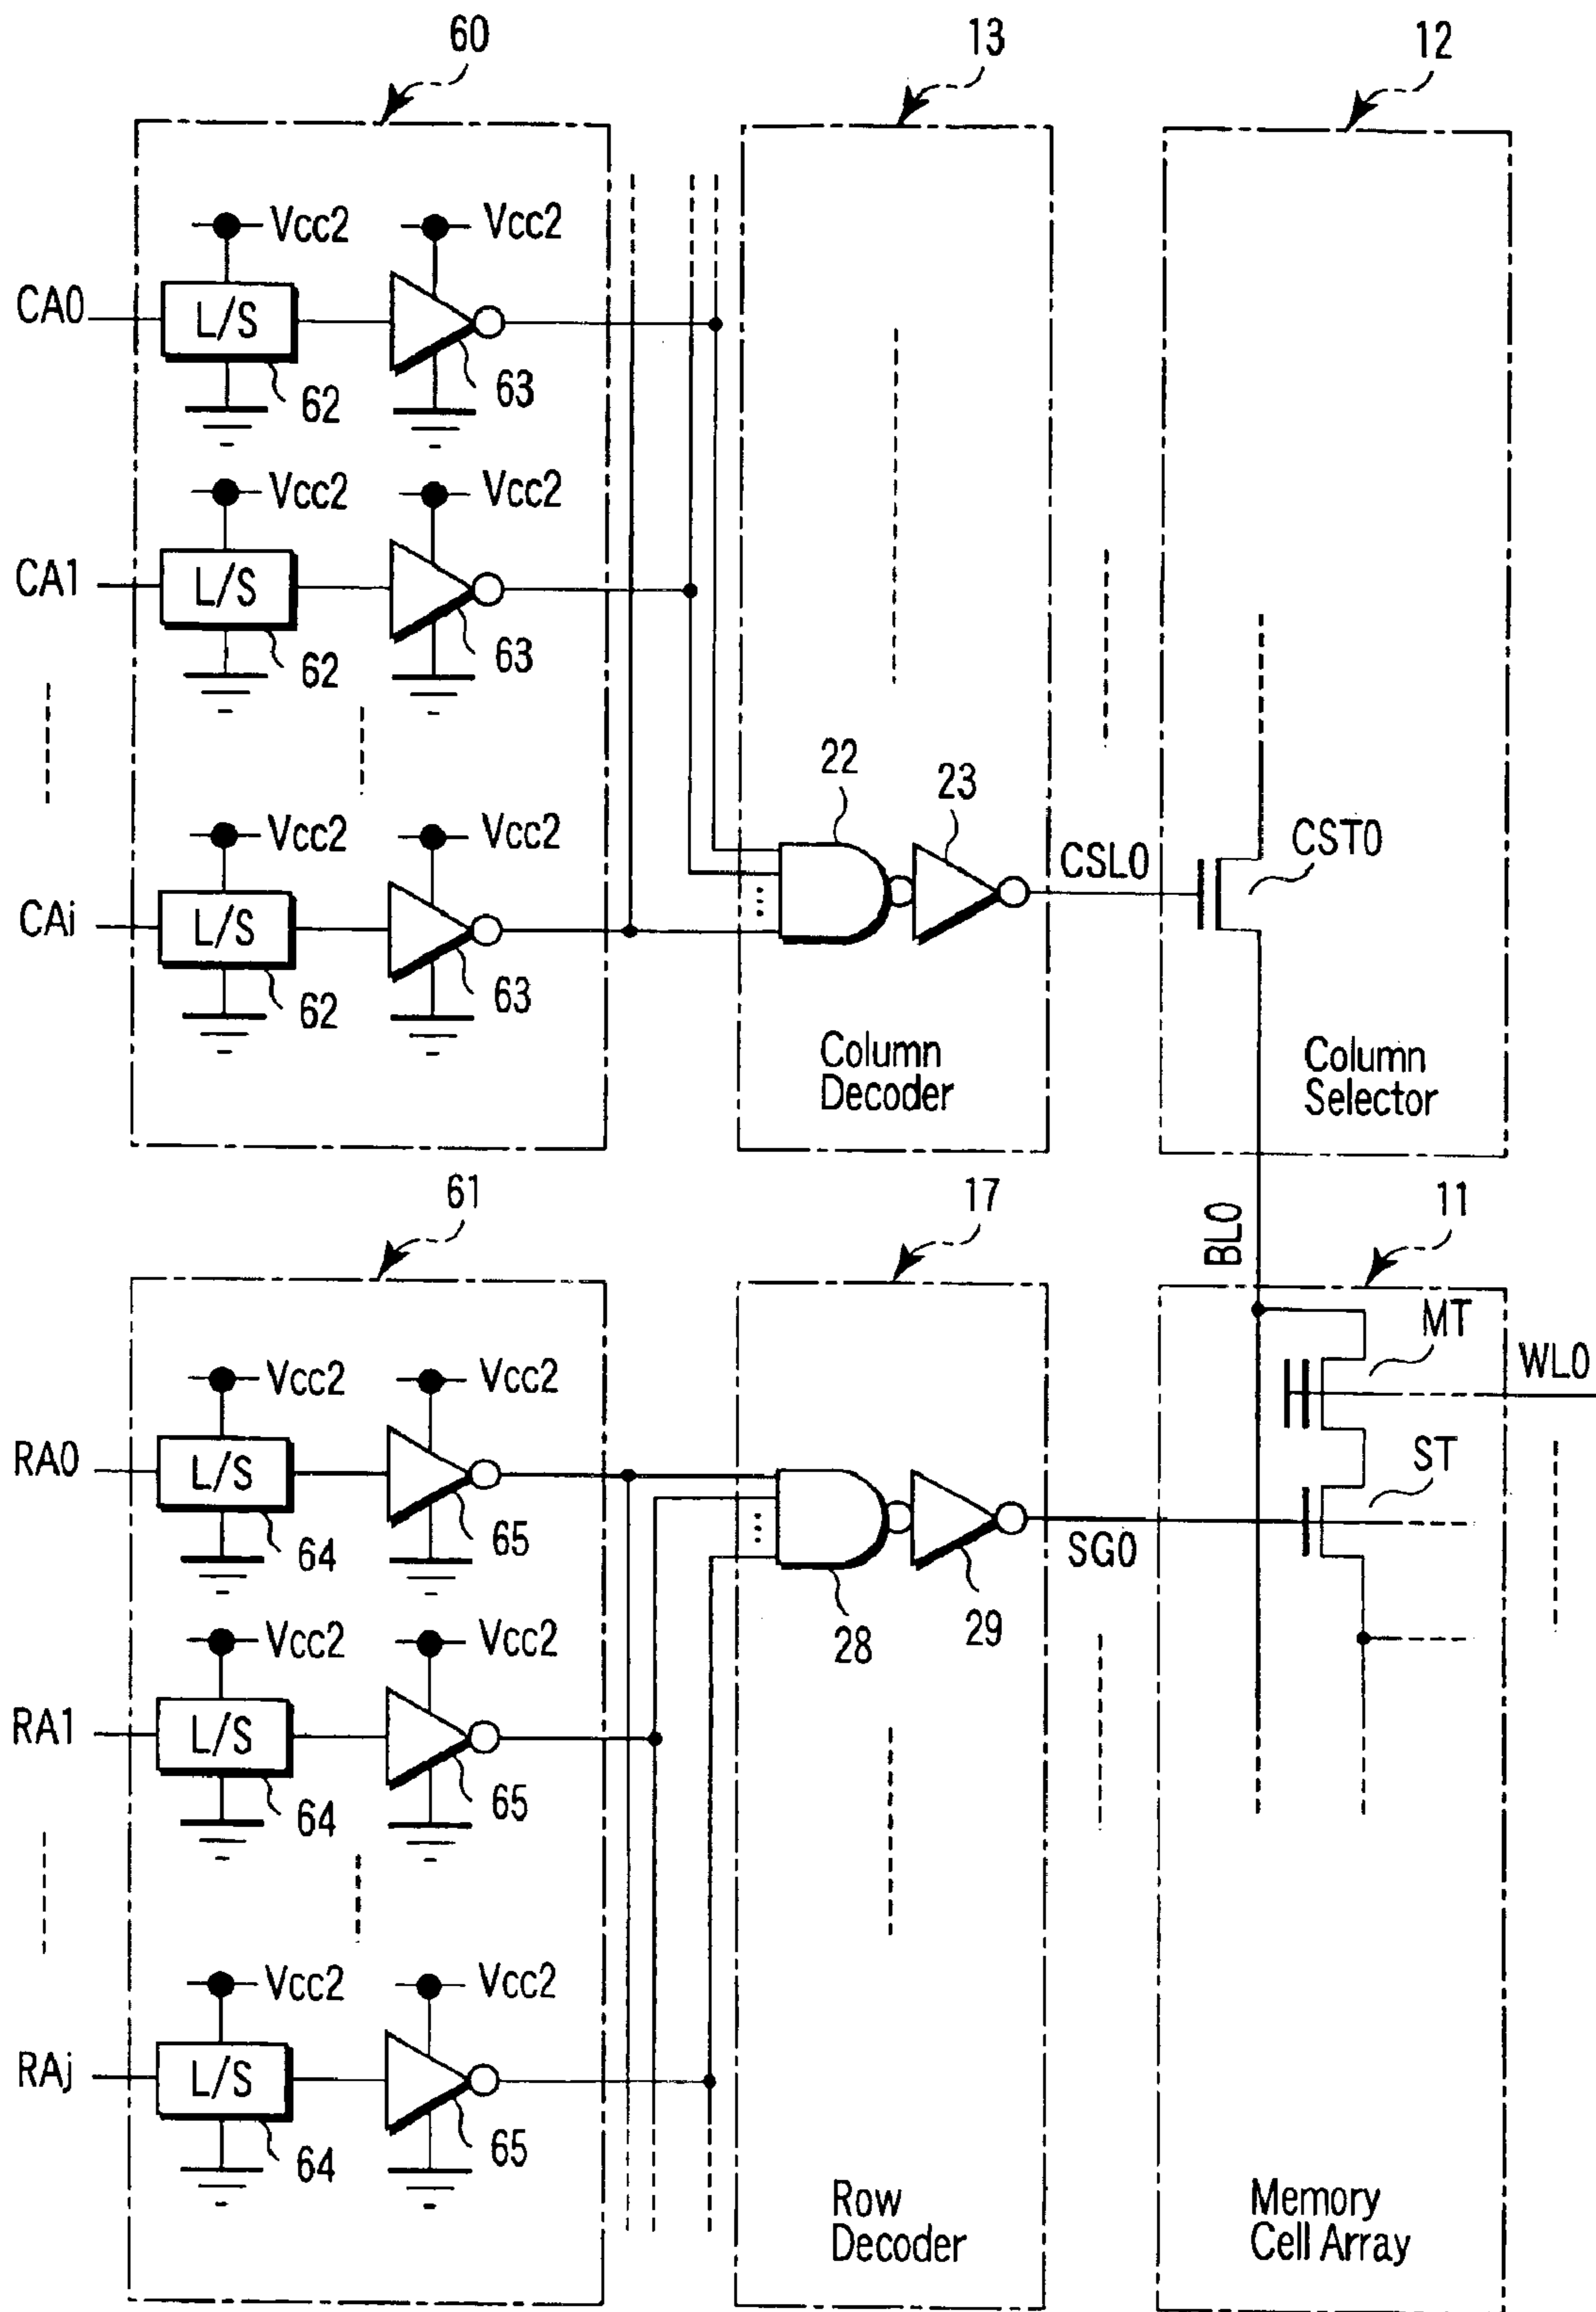 60
13
12
Vcc2
Vcc2
CA0
L/S
62
63
Vcc2
Vcc2
CA1
L/S
62
63
Vcc2
Vcc2
CAi
L/S
62
63
22
23
CSL0
CST0
Column
Decoder
Column
Selector
61
17
BL0
11
MT
WL0
ST
Vcc2
Vcc2
RA0
L/S
64
65
28
29
SG0
Vcc2
Vcc2
RA1
L/S
64
65
Vcc2
Vcc2
RAj
L/S
64
65
Row
Decoder
Memory
Cell Array